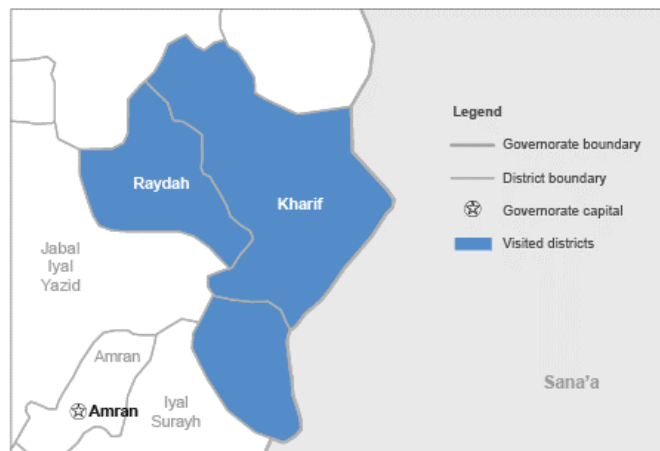 Legend
Governorate boundary
District boundary
Governorate capital
Visited districts
Raydah
Kharif
Jabal
Iyal
Yazid
Amran
Amran
Iyal
Surayh
Sana'a